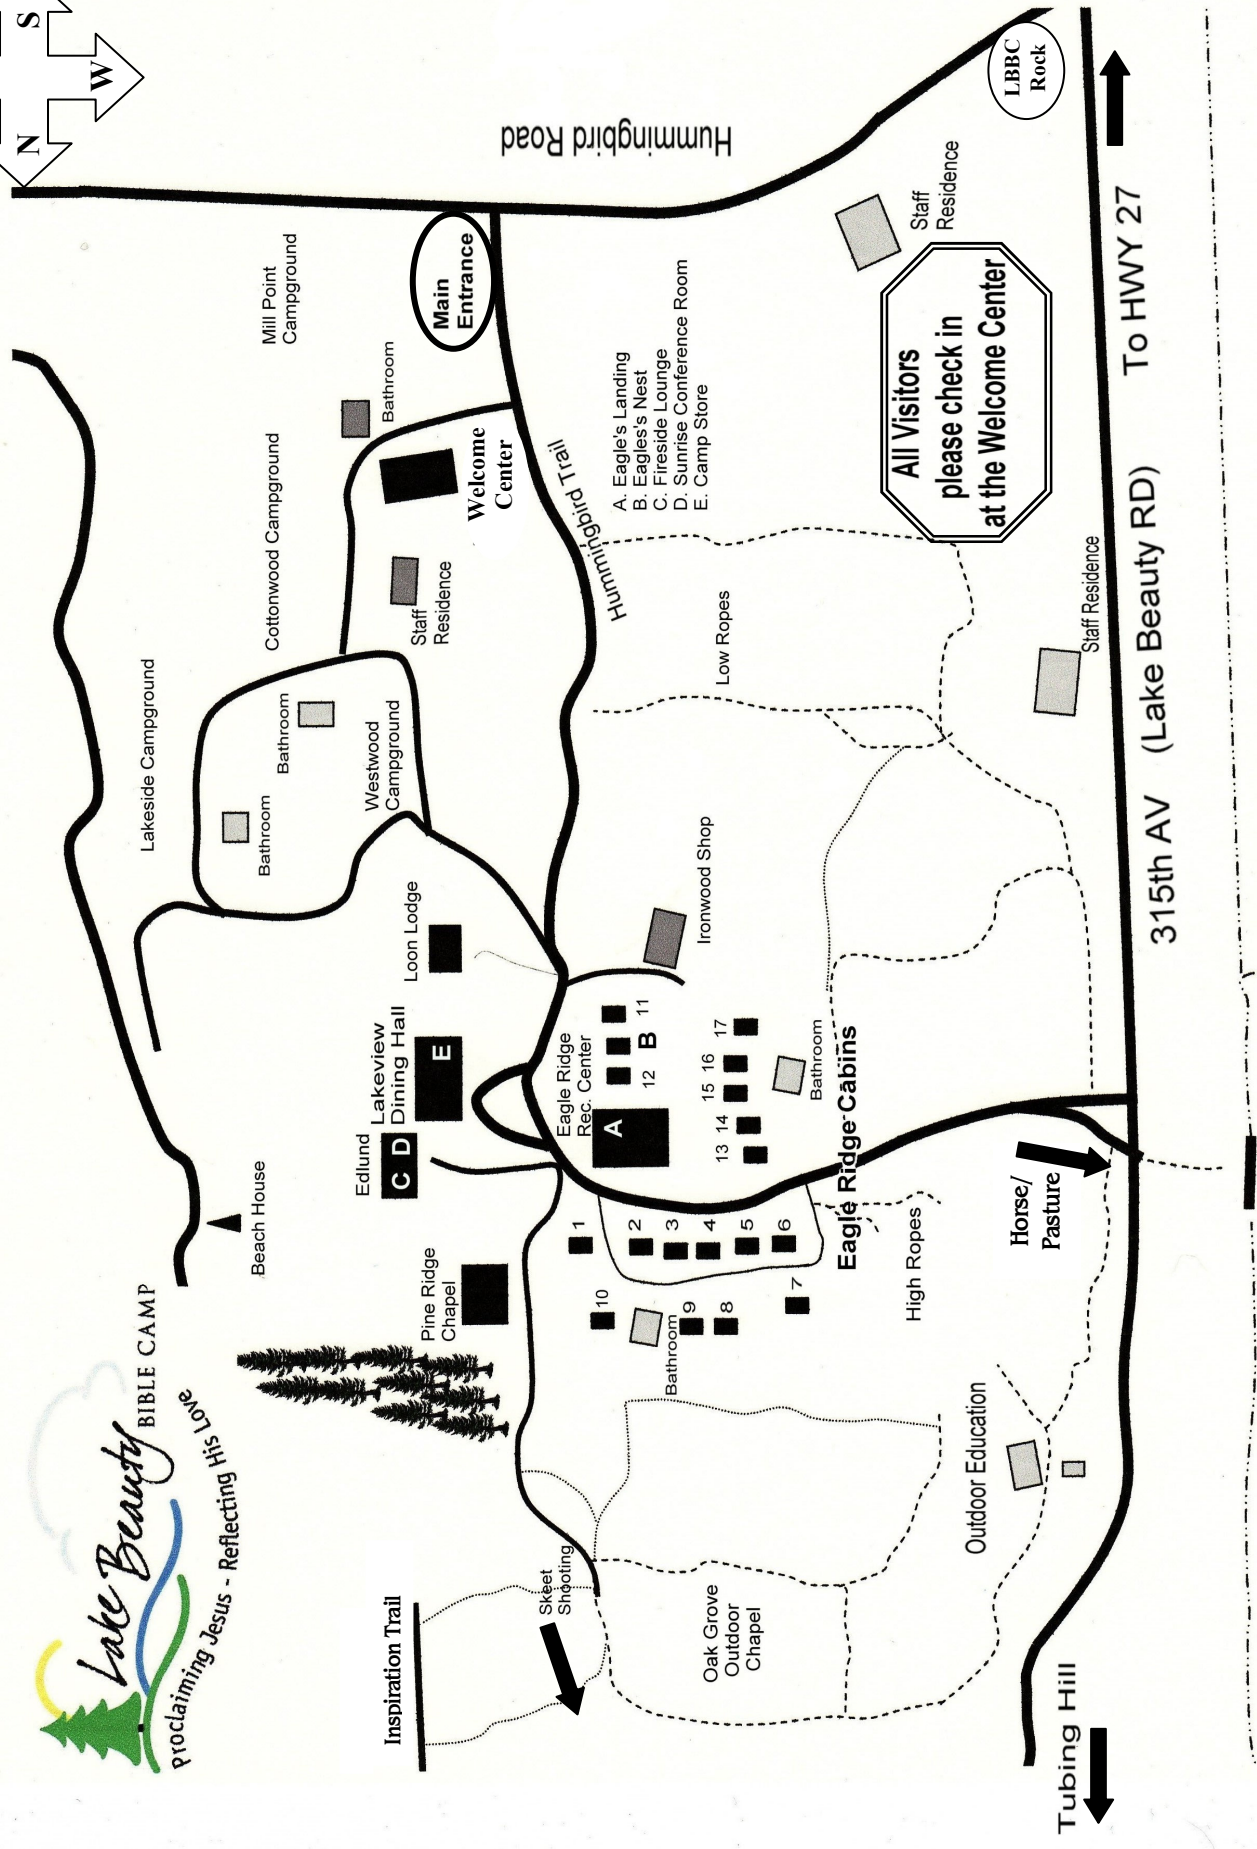 Lake Beauty
BIBLE CAMP
Proclaiming Jesus - Reflecting His Love
N
W
S
Beach House
Lakeside Campground
Cottonwood Campground
Mill Point
Campground
Bathroom
Bathroom
Westwood
Campground
Bathroom
Staff
Residence
Welcome
Center
Main
Entrance
Hummingbird Road
Hummingbird Trail
Inspiration Trail
Skeet
Shooting
Pine Ridge
Chapel
Edlund
C D
Lakeview
Dining Hall
E
Loon Lodge
Eagle Ridge
Rec. Center
A
12
B
11
Ironwood Shop
1
2
3
4
5
6
7
8
9
10
Bathroom
13
14
15
16
17
Bathroom
Eagle Ridge Cabins
Low Ropes
A. Eagle's Landing
B. Eagles's Nest
C. Fireside Lounge
D. Sunrise Conference Room
E. Camp Store
Oak Grove
Outdoor
Chapel
High Ropes
Outdoor Education
Horse/
Pasture
All Visitors
please check in
at the Welcome Center
Staff
Residence
Staff Residence
LBBC
Rock
Tubing Hill
315th AV (Lake Beauty RD)
To HWY 27